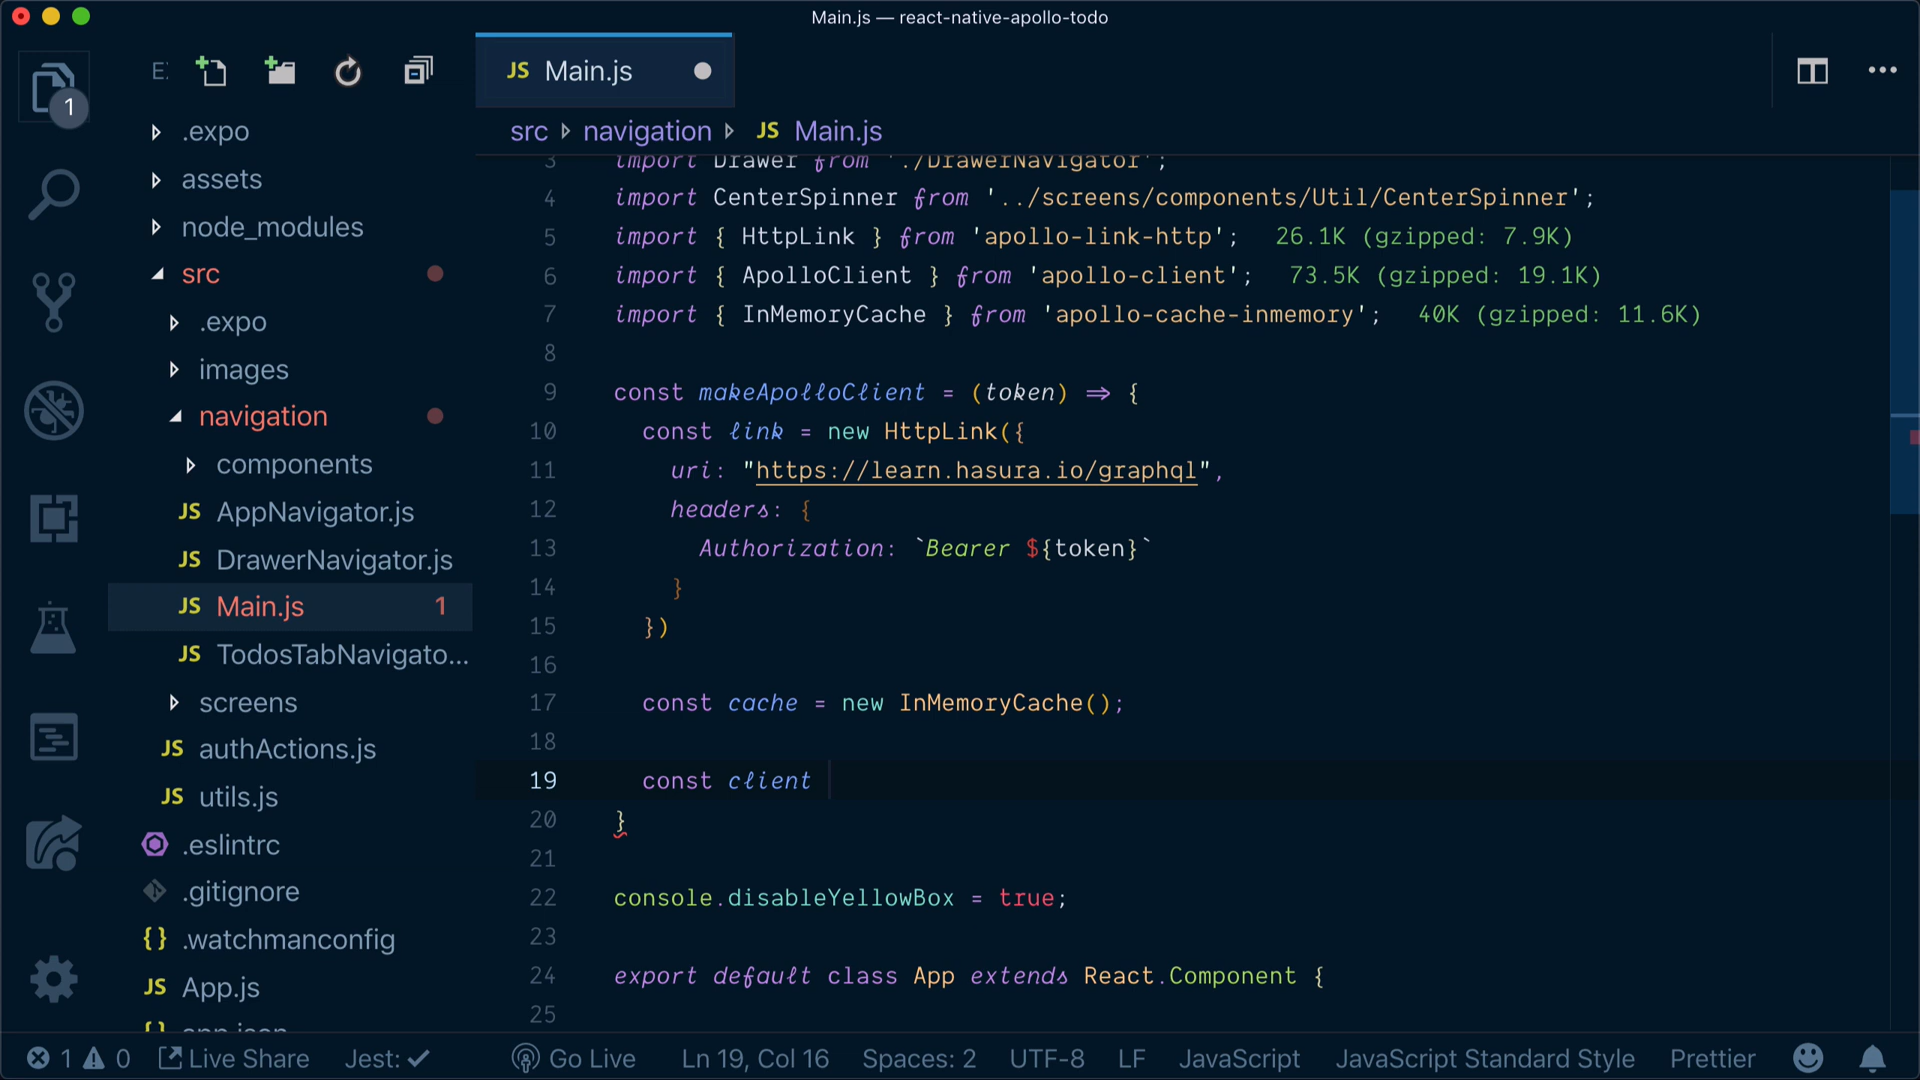 Main.js — react-native-apollo-todo
E:
JS Main.js
1
src navigation JS Main.js
.expo
assets
node_modules
src
.expo
images
navigation
components
JS AppNavigator.js
JS DrawerNavigator.js
JS Main.js 1
JS TodosTabNavigato...
screens
JS authActions.js
JS utils.js
.eslintrc
.gitignore
{} .watchmanconfig
JS App.js
{} app.json
3 import Drawer from './DrawerNavigator';
4 import CenterSpinner from '../screens/components/Util/CenterSpinner';
5 import { HttpLink } from 'apollo-link-http'; 26.1K (gzipped: 7.9K)
6 import { ApolloClient } from 'apollo-client'; 73.5K (gzipped: 19.1K)
7 import { InMemoryCache } from 'apollo-cache-inmemory'; 40K (gzipped: 11.6K)
8
9 const makeApolloClient = (token) => {
10 const link = new HttpLink({
11 uri: "https://learn.hasura.io/graphql",
12 headers: {
13 Authorization: `Bearer ${token}`
14 }
15 })
16
17 const cache = new InMemoryCache();
18
19 const client
20 }
21
22 console.disableYellowBox = true;
23
24 export default class App extends React.Component {
25
1 0 Live Share Jest: ✓ Go Live Ln 19, Col 16 Spaces: 2 UTF-8 LF JavaScript JavaScript Standard Style Prettier